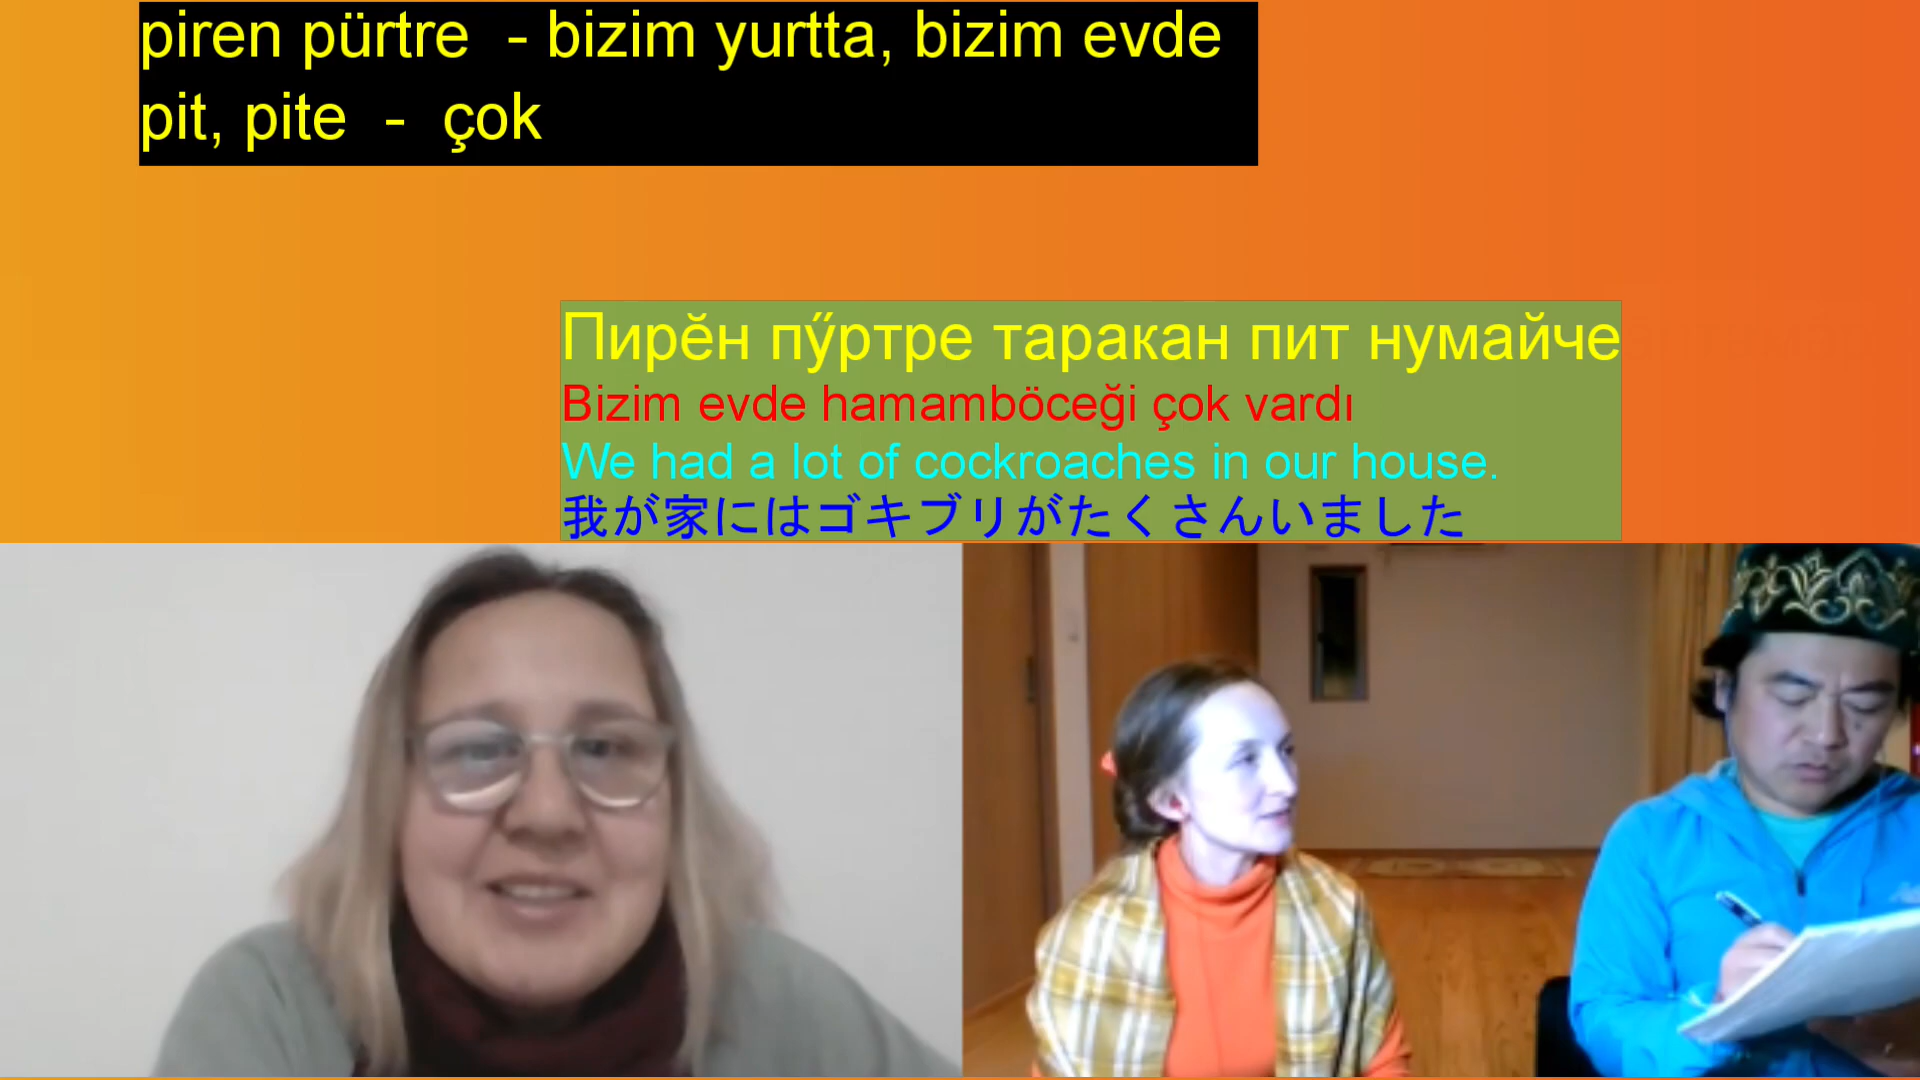 piren pürtre - bizim yurtta, bizim evde
pit, pite - çok
Пирӗн пӳртре таракан пит нумайче
Bizim evde hamamböceği çok vardı
We had a lot of cockroaches in our house.
我が家にはゴキブリがたくさんいました